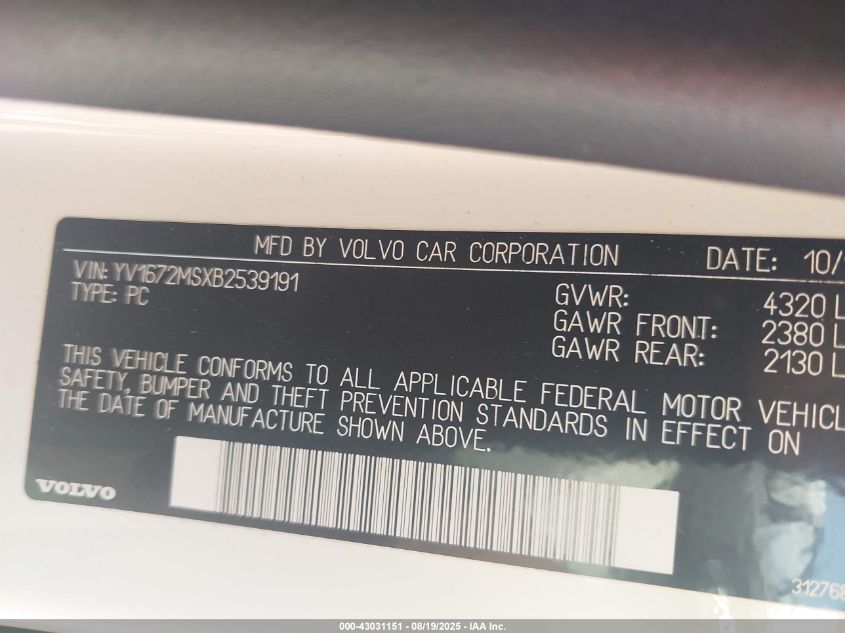 MFD BY VOLVO CAR CORPORATION DATE: 10/
VIN: YV1672MSXB2539191
TYPE: PC
GVWR: 4320 L
GAWR FRONT: 2380 L
GAWR REAR: 2130 L
THIS VEHICLE CONFORMS TO ALL APPLICABLE FEDERAL MOTOR VEHICL
SAFETY, BUMPER AND THEFT PREVENTION STANDARDS IN EFFECT ON
THE DATE OF MANUFACTURE SHOWN ABOVE.
VOLVO
312768
000-43031151 - 08/19/2025 - IAA Inc.